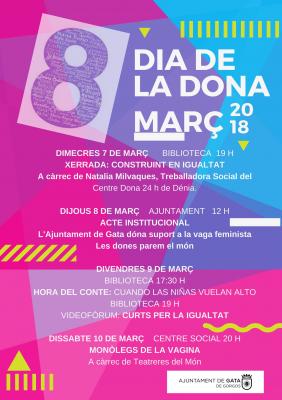 8
DIA DE
LA DONA
MARÇ 20
18
DIMECRES 7 DE MARÇ BIBLIOTECA 19 H
XERRADA: CONSTRUINT EN IGUALTAT
A càrrec de Natalia Milvaques, Treballadora Social del
Centre Dona 24 h de Dénia.
DIJOUS 8 DE MARÇ AJUNTAMENT 12 H
ACTE INSTITUCIONAL
L'Ajuntament de Gata dóna suport a la vaga feminista
Les dones parem el món
DIVENDRES 9 DE MARÇ
BIBLIOTECA 17:30 H
HORA DEL CONTE: CUANDO LAS NIÑAS VUELAN ALTO
BIBLIOTECA 19 H
VIDEOFÒRUM: CURTS PER LA IGUALTAT
DISSABTE 10 DE MARÇ CENTRE SOCIAL 20 H
MONÒLEGS DE LA VAGINA
A càrrec de Teatreres del Món
AJUNTAMENT DE GATA
DE GORGOS